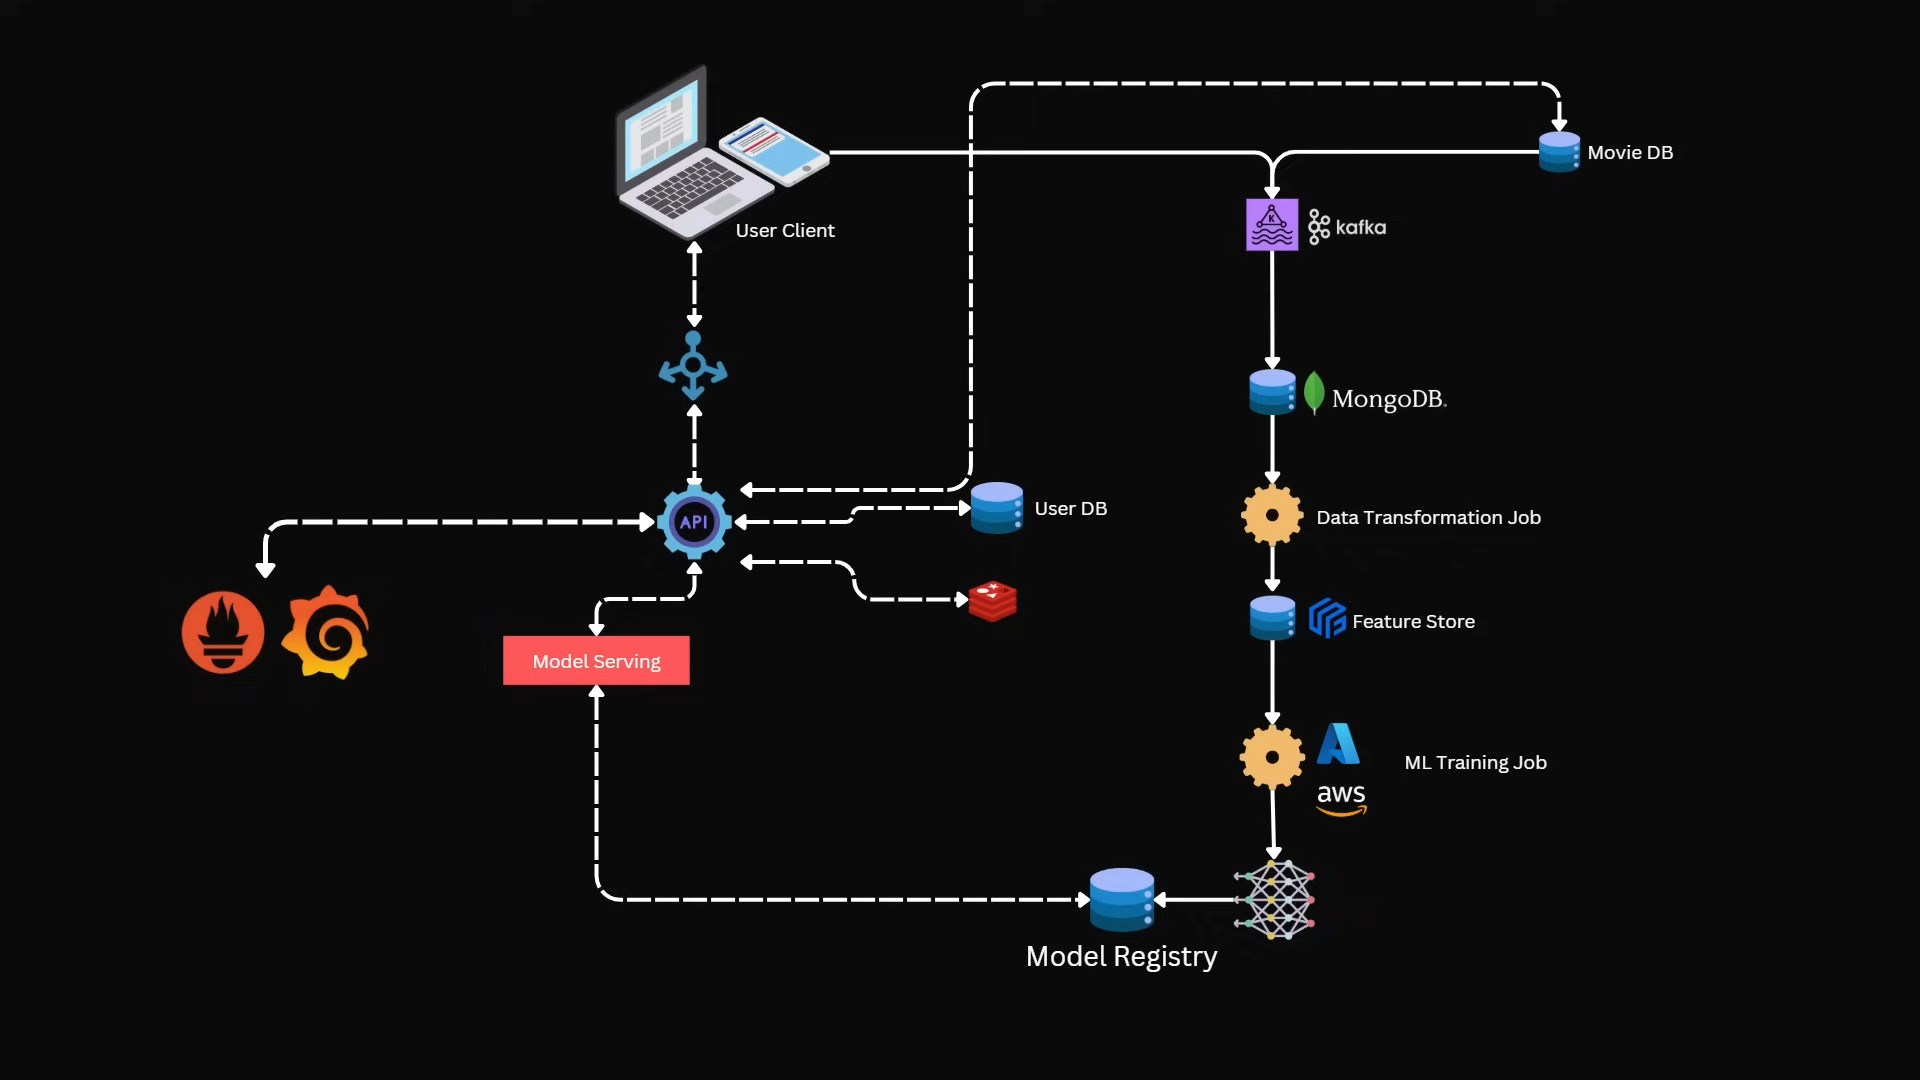 Movie DB
User Client
K
kafka
MongoDB.
User DB
API
Data Transformation Job
Feature Store
Model Serving
ML Training Job
aws
Model Registry